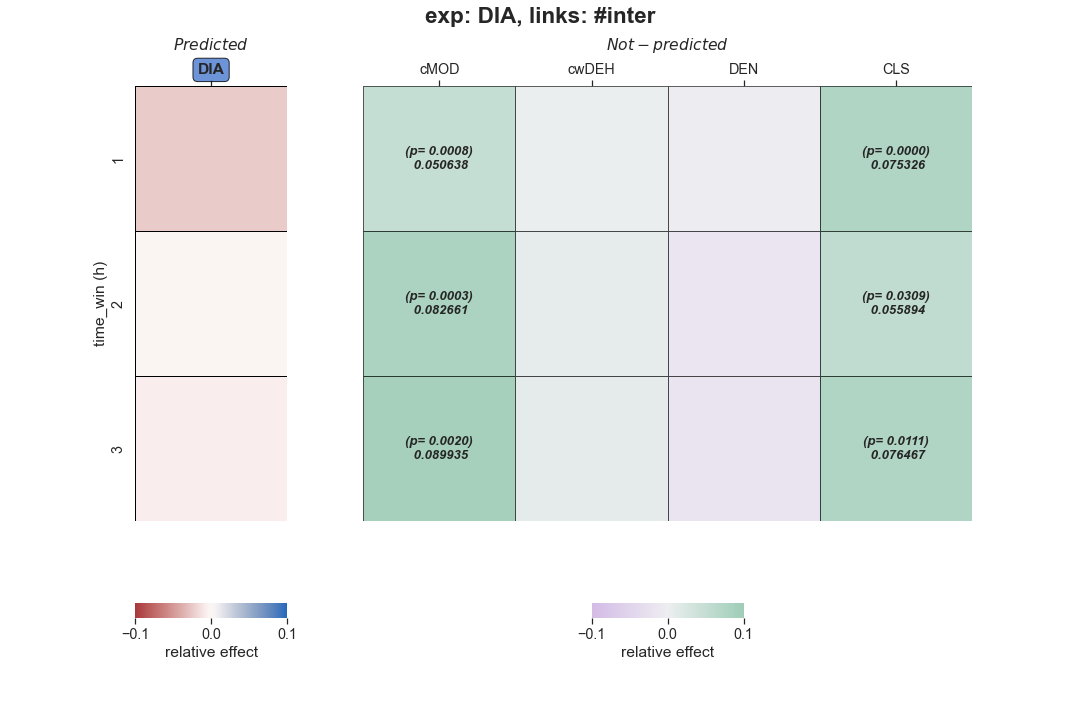 exp: DIA, links: #inter
Predicted
Not − predicted
DIA
cMOD
cwDEH
DEN
CLS
time_win (h)
1
(p= 0.0008)
0.050638
(p= 0.0000)
0.075326
2
(p= 0.0003)
0.082661
(p= 0.0309)
0.055894
3
(p= 0.0020)
0.089935
(p= 0.0111)
0.076467
−0.1
0.0
0.1
relative effect
−0.1
0.0
0.1
relative effect